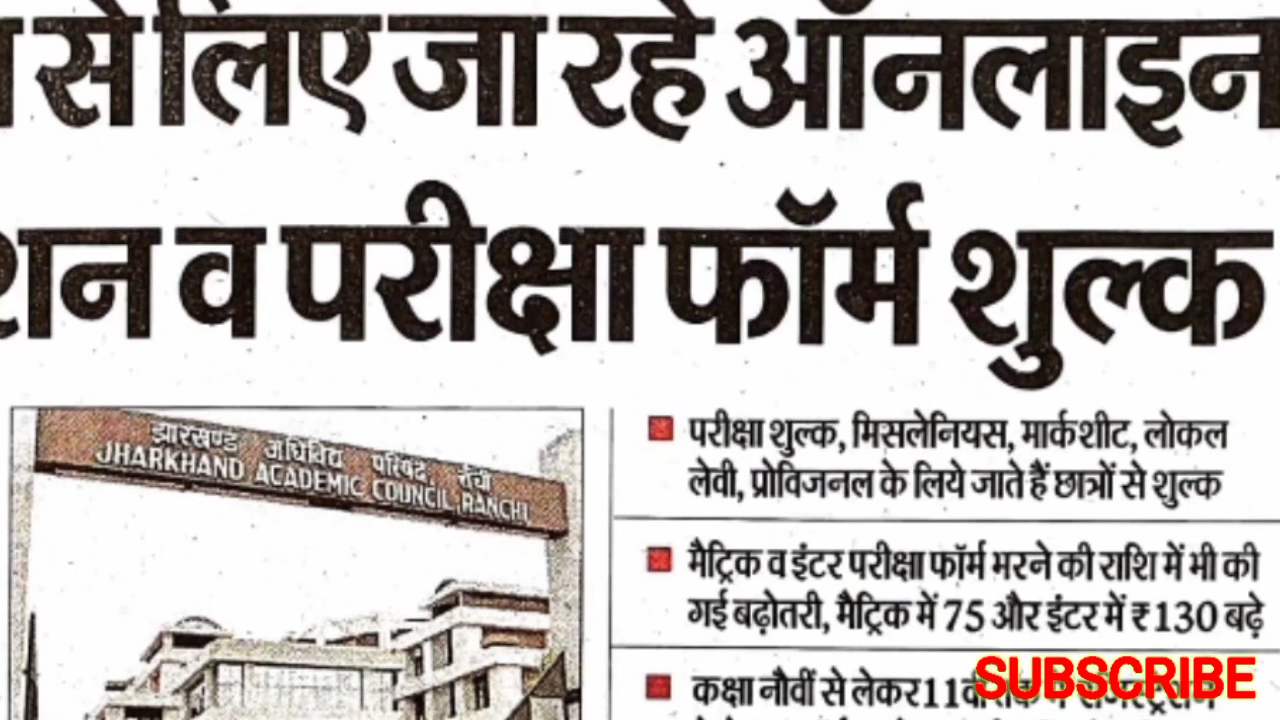 से लिए जा रहे ऑनलाइन
शन व परीक्षा फॉर्म शुल्क
झारखण्ड अधिविद्य परिषद, राँची
JHARKHAND ACADEMIC COUNCIL, RANCHI
परीक्षा शुल्क, मिसलेनियस, मार्कशीट, लोकल
लेवी, प्रोविजनल के लिये जाते हैं छात्रों से शुल्क
मैट्रिक व इंटर परीक्षा फॉर्म भरने की राशि में भी की
गई बढ़ोतरी, मैट्रिक में 75 और इंटर में ₹130 बढ़े
कक्षा नौवीं से लेकर 11वीं
SUBSCRIBE